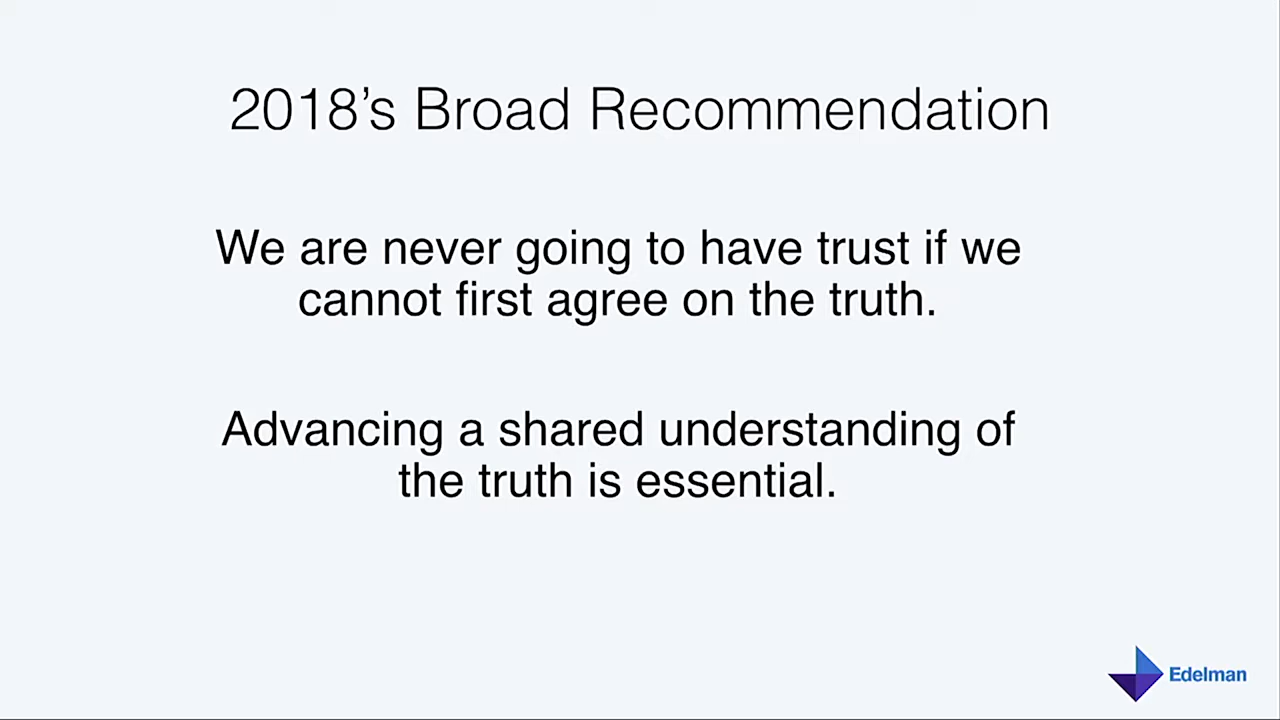 2018’s Broad Recommendation
We are never going to have trust if we
cannot first agree on the truth.
Advancing a shared understanding of
the truth is essential.
Edelman